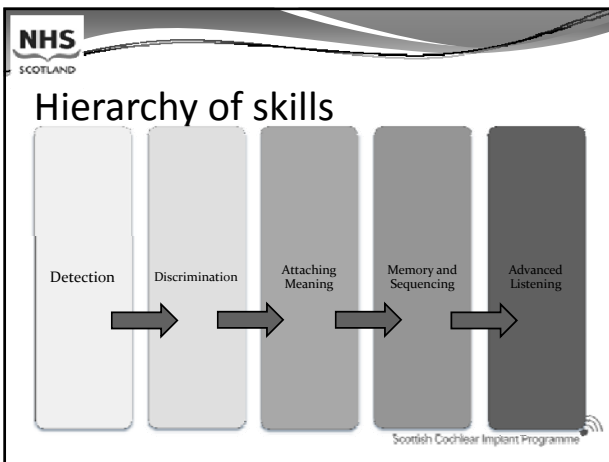 NHS
SCOTLAND
Hierarchy of skills
Detection
Discrimination
Attaching
Meaning
Memory and
Sequencing
Advanced
Listening
Scottish Cochlear Implant Programme